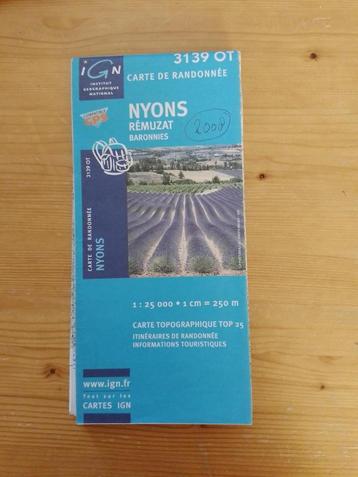 3139 OT
IGN
INSTITUT
GÉOGRAPHIQUE
NATIONAL
CARTE DE RANDONNÉE
GPS
NYONS
RÉMUZAT
BARONNIES
2008
3139 OT
CARTE DE RANDONNÉE
NYONS
1 : 25 000 • 1 cm = 250 m
CARTE TOPOGRAPHIQUE TOP 25
ITINÉRAIRES DE RANDONNÉE
INFORMATIONS TOURISTIQUES
www.ign.fr
Tout sur les
CARTES IGN